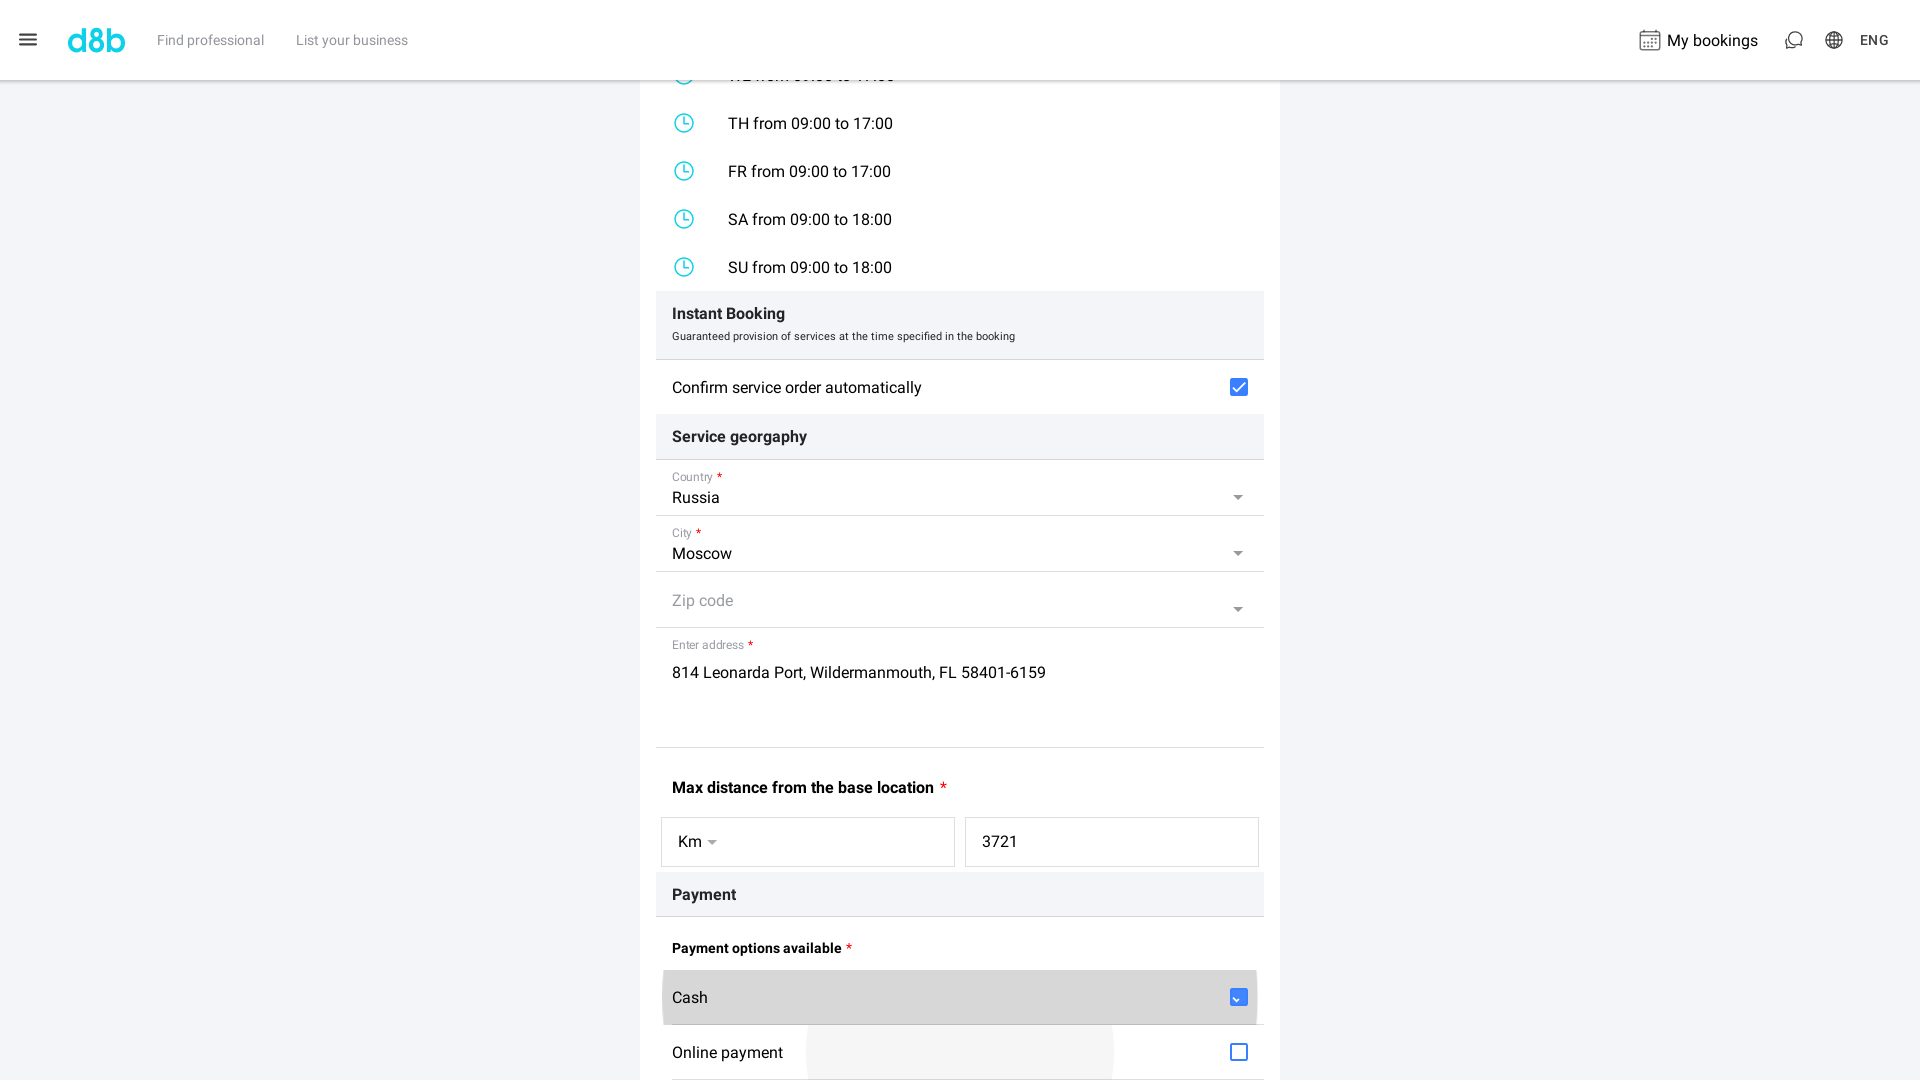 d8b
Find professional
List your business
My bookings
ENG
TH from 09:00 to 17:00
FR from 09:00 to 17:00
SA from 09:00 to 18:00
SU from 09:00 to 18:00
Instant Booking
Guaranteed provision of services at the time specified in the booking
Confirm service order automatically
Service georgaphy
Country *
Russia
City *
Moscow
Zip code
Enter address *
814 Leonarda Port, Wildermanmouth, FL 58401-6159
Max distance from the base location *
Km
3721
Payment
Payment options available *
Cash
Online payment